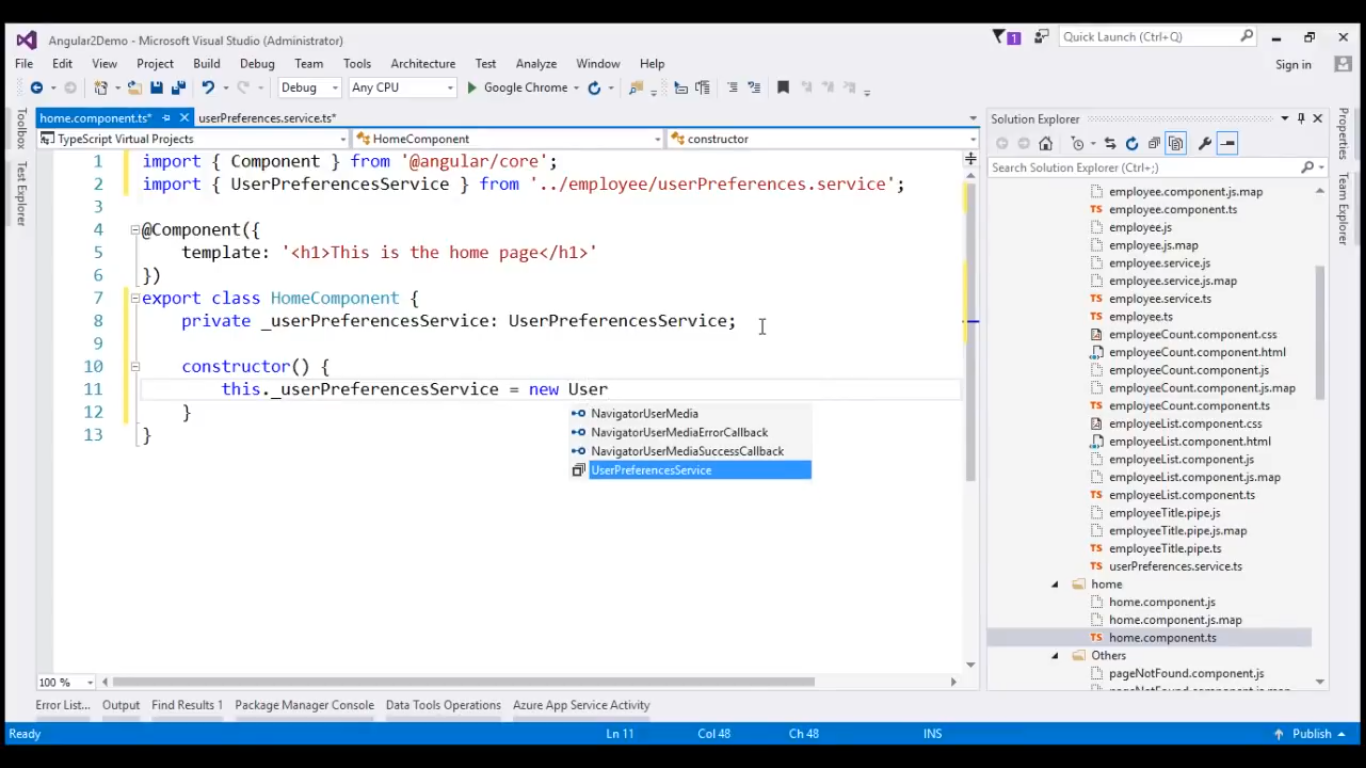 Angular2Demo - Microsoft Visual Studio (Administrator)
1
Quick Launch (Ctrl+Q)
File Edit View Project Build Debug Team Tools Architecture Test Analyze Window Help
Sign in
Debug Any CPU Google Chrome
Toolbox
Test Explorer
home.component.ts* userPreferences.service.ts*
TypeScript Virtual Projects HomeComponent constructor
1 import { Component } from '@angular/core';
2 import { UserPreferencesService } from '../employee/userPreferences.service';
3
4 @Component({
5 template: '<h1>This is the home page</h1>'
6 })
7 export class HomeComponent {
8 private _userPreferencesService: UserPreferencesService;
9
10 constructor() {
11 this._userPreferencesService = new User
12 }
13 }
NavigatorUserMedia
NavigatorUserMediaErrorCallback
NavigatorUserMediaSuccessCallback
UserPreferencesService
100 %
Solution Explorer
Search Solution Explorer (Ctrl+;)
employee.component.js.map
TS employee.component.ts
employee.js
employee.js.map
employee.service.js
employee.service.js.map
TS employee.service.ts
TS employee.ts
employeeCount.component.css
employeeCount.component.html
employeeCount.component.js
employeeCount.component.js.map
TS employeeCount.component.ts
employeeList.component.css
employeeList.component.html
employeeList.component.js
employeeList.component.js.map
TS employeeList.component.ts
employeeTitle.pipe.js
employeeTitle.pipe.js.map
TS employeeTitle.pipe.ts
TS userPreferences.service.ts
home
home.component.js
home.component.js.map
TS home.component.ts
Others
pageNotFound.component.js
Properties
Team Explorer
Error List... Output Find Results 1 Package Manager Console Data Tools Operations Azure App Service Activity
Ready Ln 11 Col 48 Ch 48 INS Publish